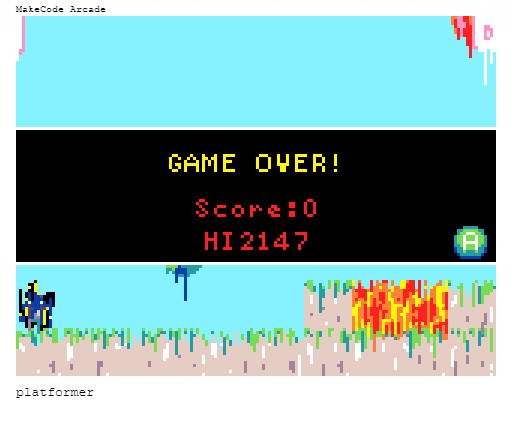 MakeCode Arcade
GAME OVER!
Score:0
HI2147
A
platformer